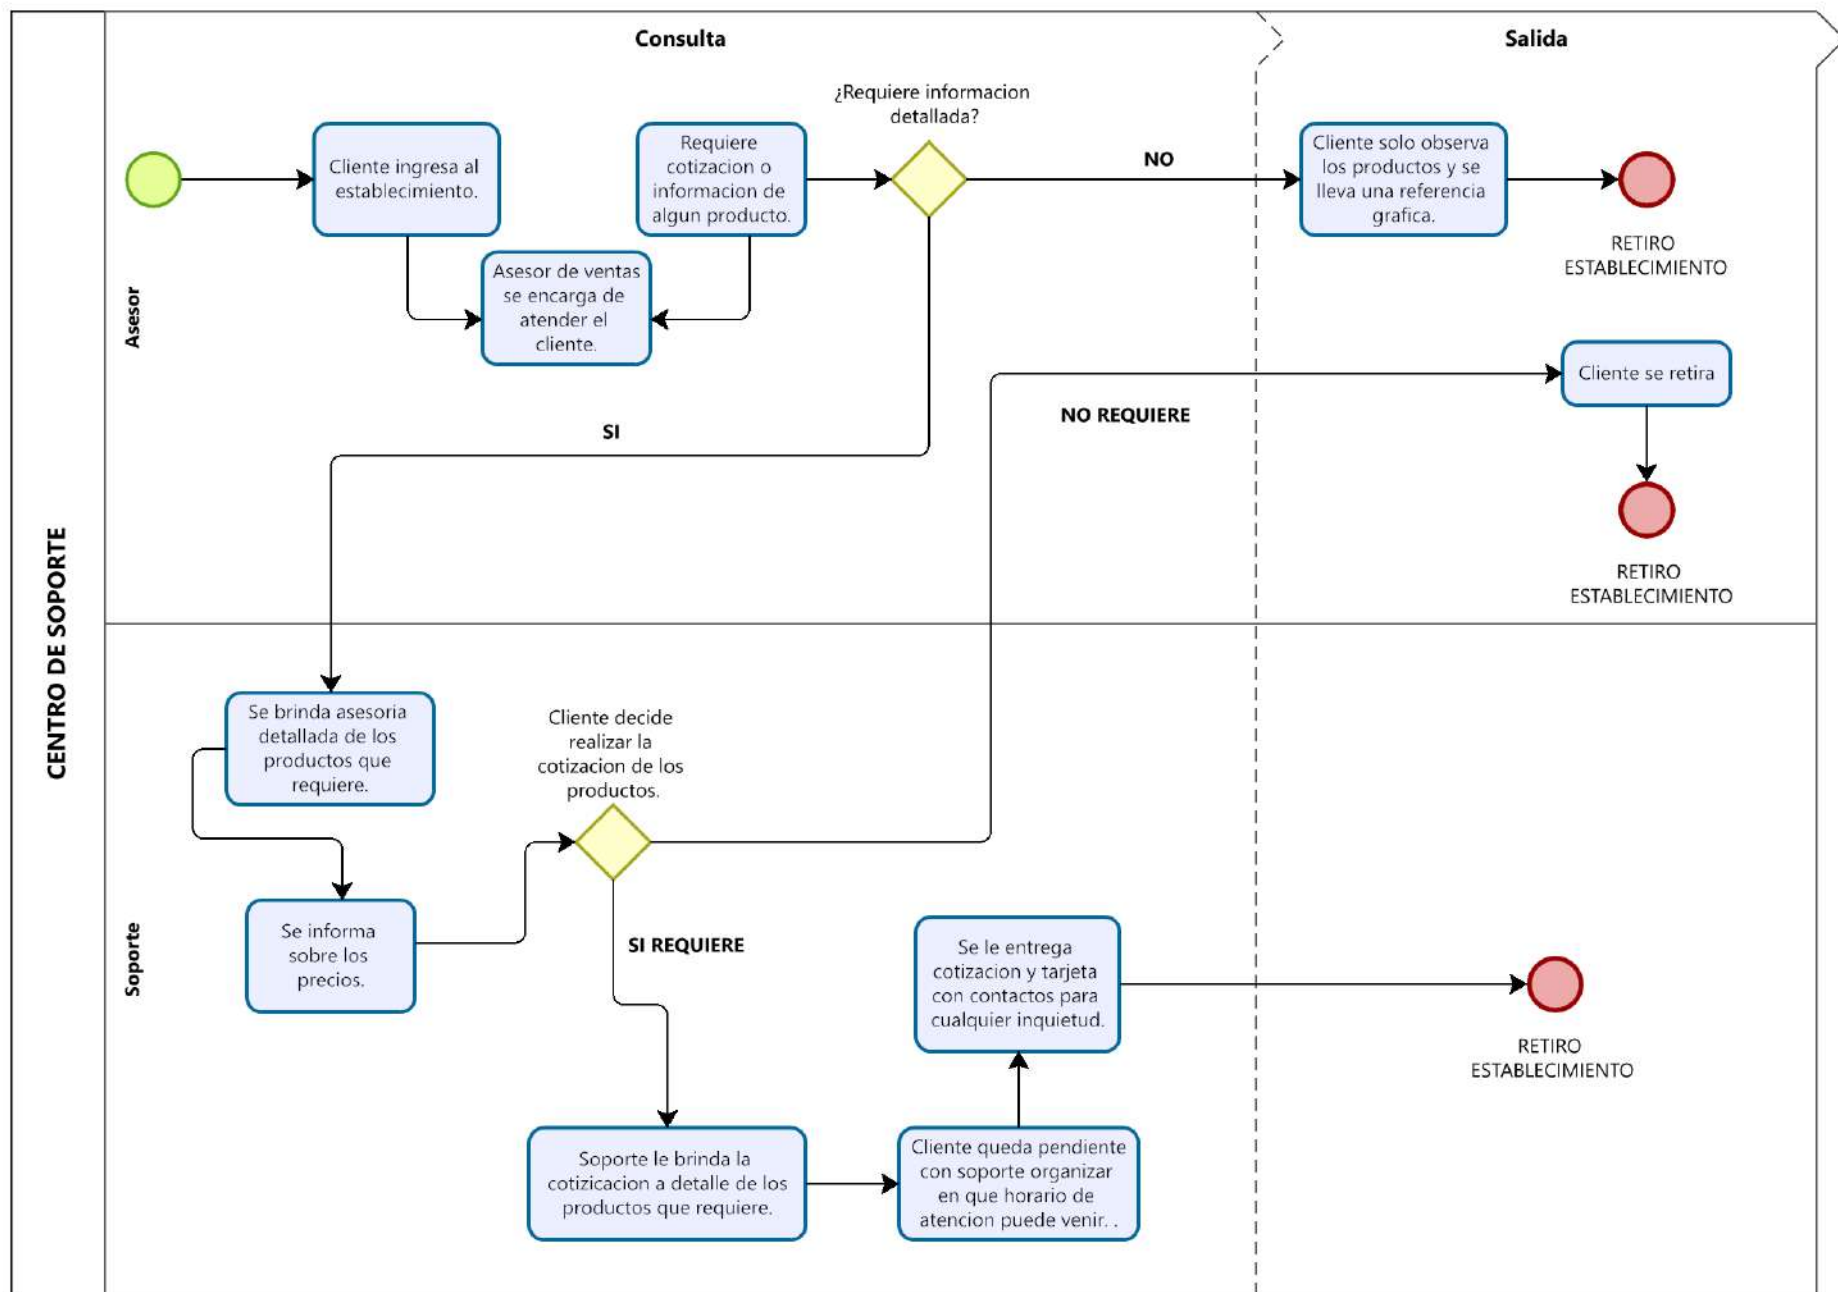 Consulta
Salida
CENTRO DE SOPORTE
Asesor
Cliente ingresa al
establecimiento.
Asesor de ventas
se encarga de
atender el
cliente.
Requiere
cotizacion o
informacion de
algun producto.
¿Requiere informacion
detallada?
NO
Cliente solo observa
los productos y se
lleva una referencia
grafica.
RETIRO
ESTABLECIMIENTO
SI
NO REQUIERE
Cliente se retira
RETIRO
ESTABLECIMIENTO
Soporte
Se brinda asesoria
detallada de los
productos que
requiere.
Se informa
sobre los
precios.
Cliente decide
realizar la
cotizacion de los
productos.
SI REQUIERE
Soporte le brinda la
cotizicacion a detalle de los
productos que requiere.
Cliente queda pendiente
con soporte organizar
en que horario de
atencion puede venir. .
Se le entrega
cotizacion y tarjeta
con contactos para
cualquier inquietud.
RETIRO
ESTABLECIMIENTO